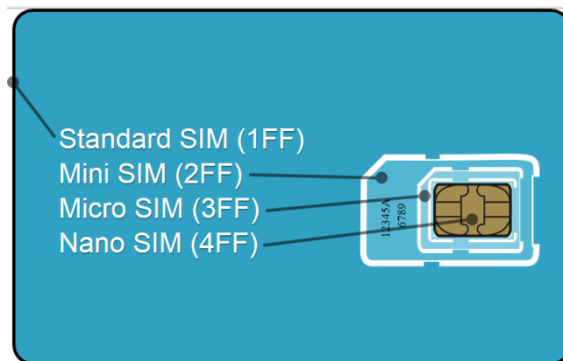 Standard SIM (1FF)
Mini SIM (2FF)
Micro SIM (3FF)
Nano SIM (4FF)
12345A
6789